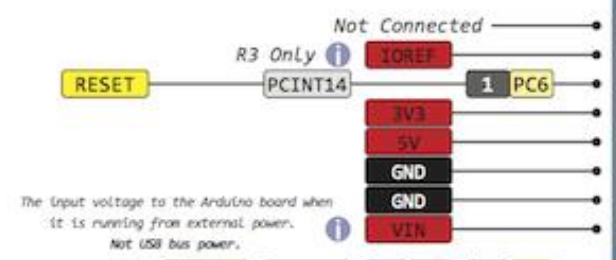 Not Connected
R3 Only i IOREF
RESET PCINT14 1 PC6
3V3
5V
GND
GND
The input voltage to the Arduino board when
it is running from external power.
Not USB bus power.
i VIN